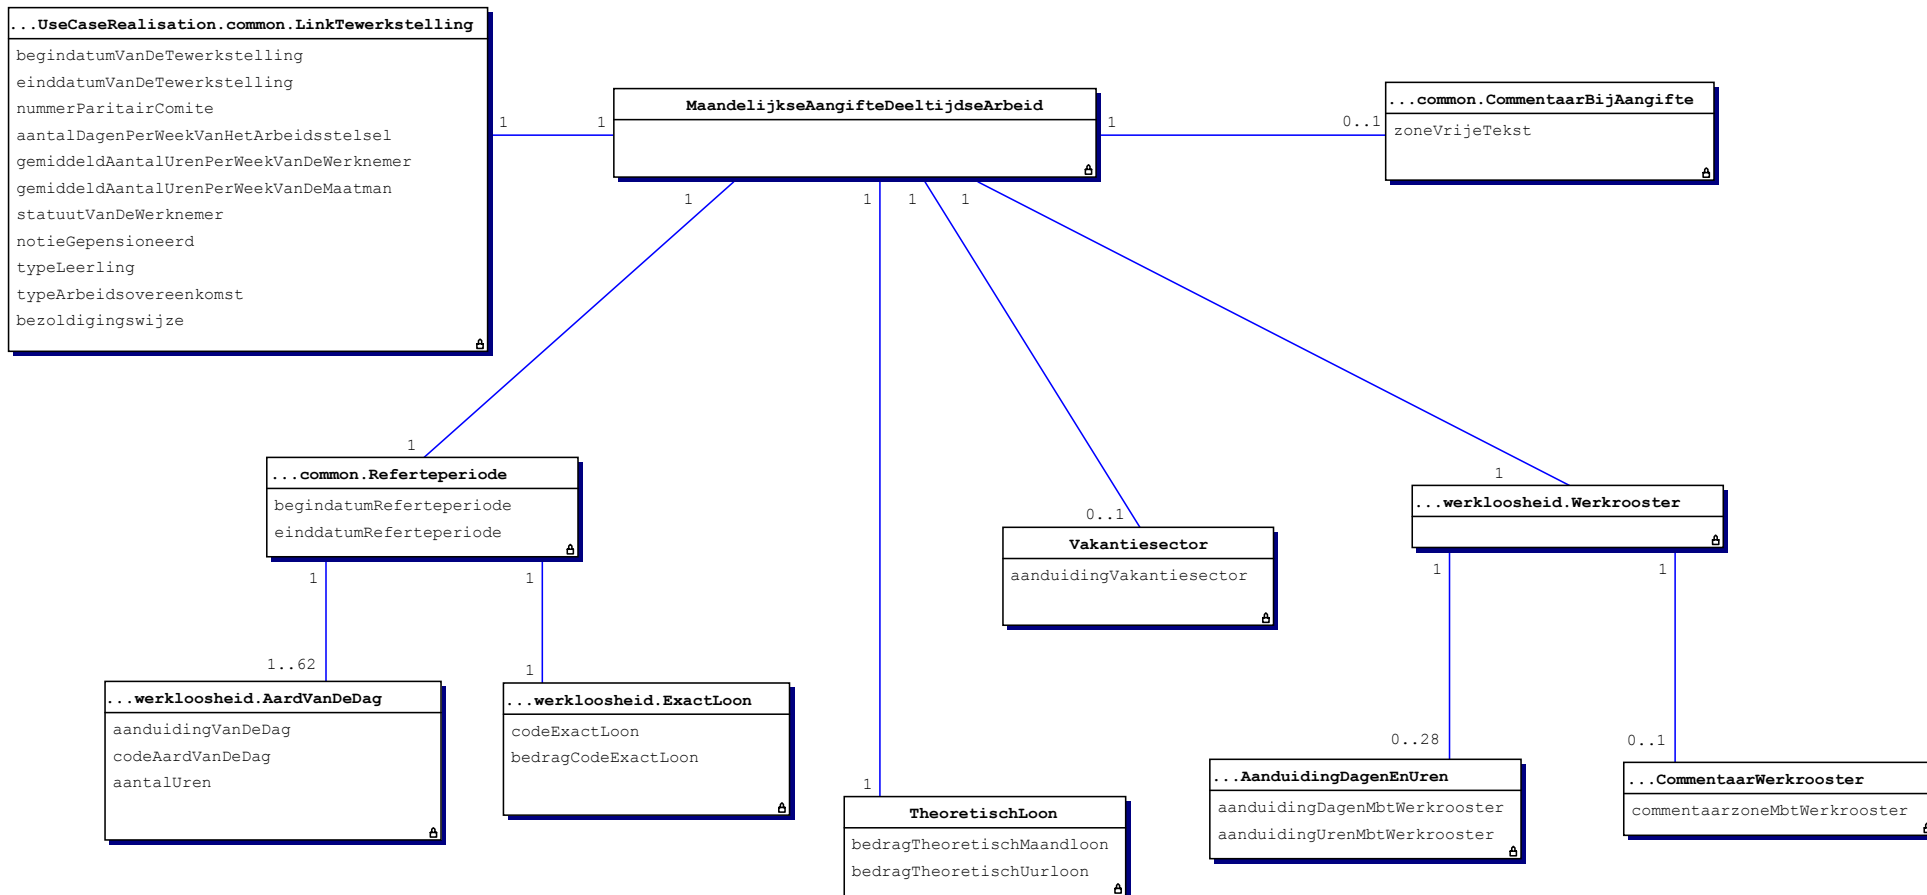 ...UseCaseRealisation.common.LinkTewerkstelling
begindatumVanDeTewerkstelling
einddatumVanDeTewerkstelling
nummerParitairComite
aantalDagenPerWeekVanHetArbeidsstelsel
gemiddeldAantalUrenPerWeekVanDeWerknemer
gemiddeldAantalUrenPerWeekVanDeMaatman
statuutVanDeWerknemer
notieGepensioneerd
typeLeerling
typeArbeidsovereenkomst
bezoldigingswijze
1
1
MaandelijkseAangifteDeeltijdseArbeid
1
0..1
...common.CommentaarBijAangifte
zoneVrijeTekst
1
1
1
1
1
...common.Referteperiode
begindatumReferteperiode
einddatumReferteperiode
0..1
Vakantiesector
aanduidingVakantiesector
1
...werkloosheid.Werkrooster
1
1
1
1
1..62
...werkloosheid.AardVanDeDag
aanduidingVanDeDag
codeAardVanDeDag
aantalUren
1
...werkloosheid.ExactLoon
codeExactLoon
bedragCodeExactLoon
1
TheoretischLoon
bedragTheoretischMaandloon
bedragTheoretischUurloon
0..28
...AanduidingDagenEnUren
aanduidingDagenMbtWerkrooster
aanduidingUrenMbtWerkrooster
0..1
...CommentaarWerkrooster
commentaarzoneMbtWerkrooster